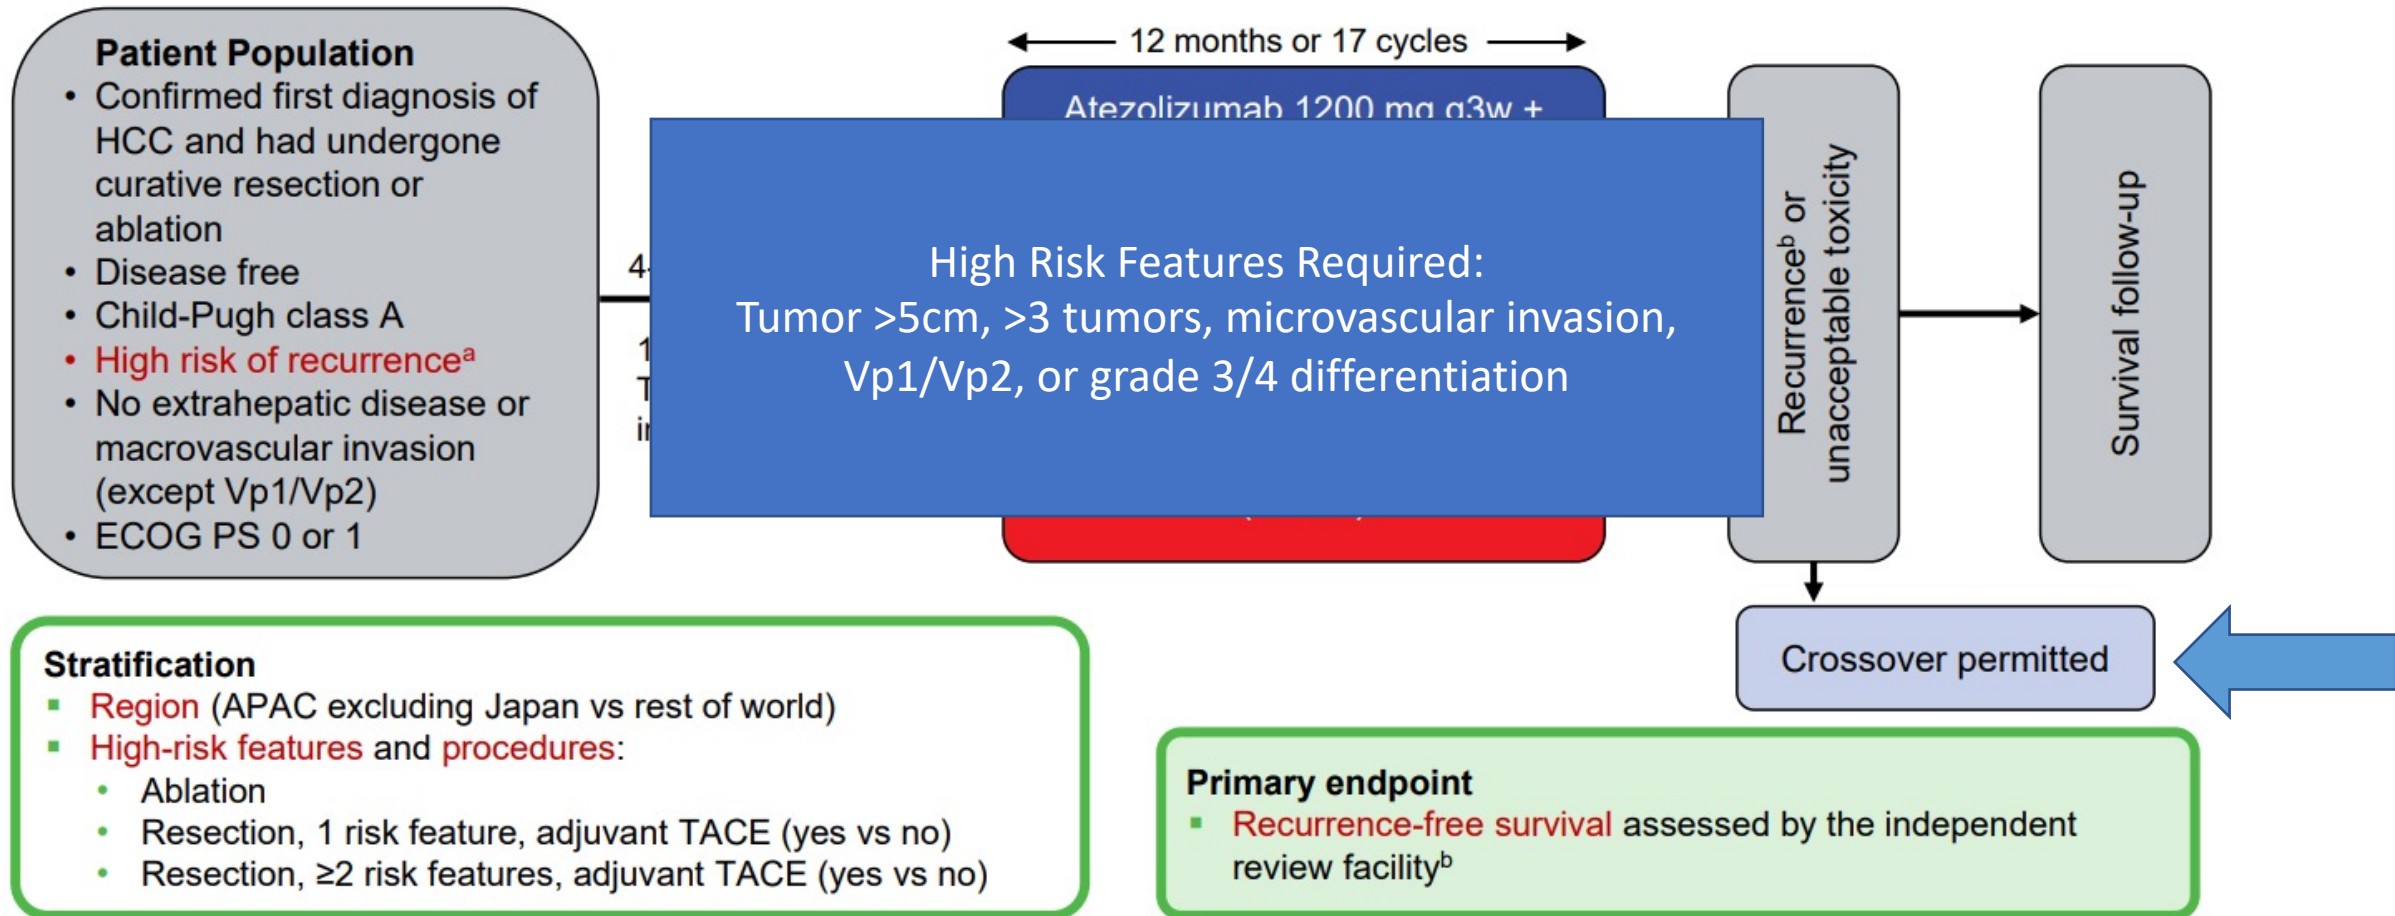 Patient Population
• Confirmed first diagnosis of
HCC and had undergone
curative resection or
ablation
• Disease free
• Child-Pugh class A
• High risk of recurrenceª
• No extrahepatic disease or
macrovascular invasion
(except Vp1/Vp2)
• ECOG PS 0 or 1
12 months or 17 cycles
Atezolizumab 1200 mg q3w +
High Risk Features Required:
Tumor >5cm, >3 tumors, microvascular invasion,
Vp1/Vp2, or grade 3/4 differentiation
Recurrenceᵇ or
unacceptable toxicity
Survival follow-up
Crossover permitted
Stratification
▪ Region (APAC excluding Japan vs rest of world)
▪ High-risk features and procedures:
• Ablation
• Resection, 1 risk feature, adjuvant TACE (yes vs no)
• Resection, ≥2 risk features, adjuvant TACE (yes vs no)
Primary endpoint
▪ Recurrence-free survival assessed by the independent
review facilityᵇ